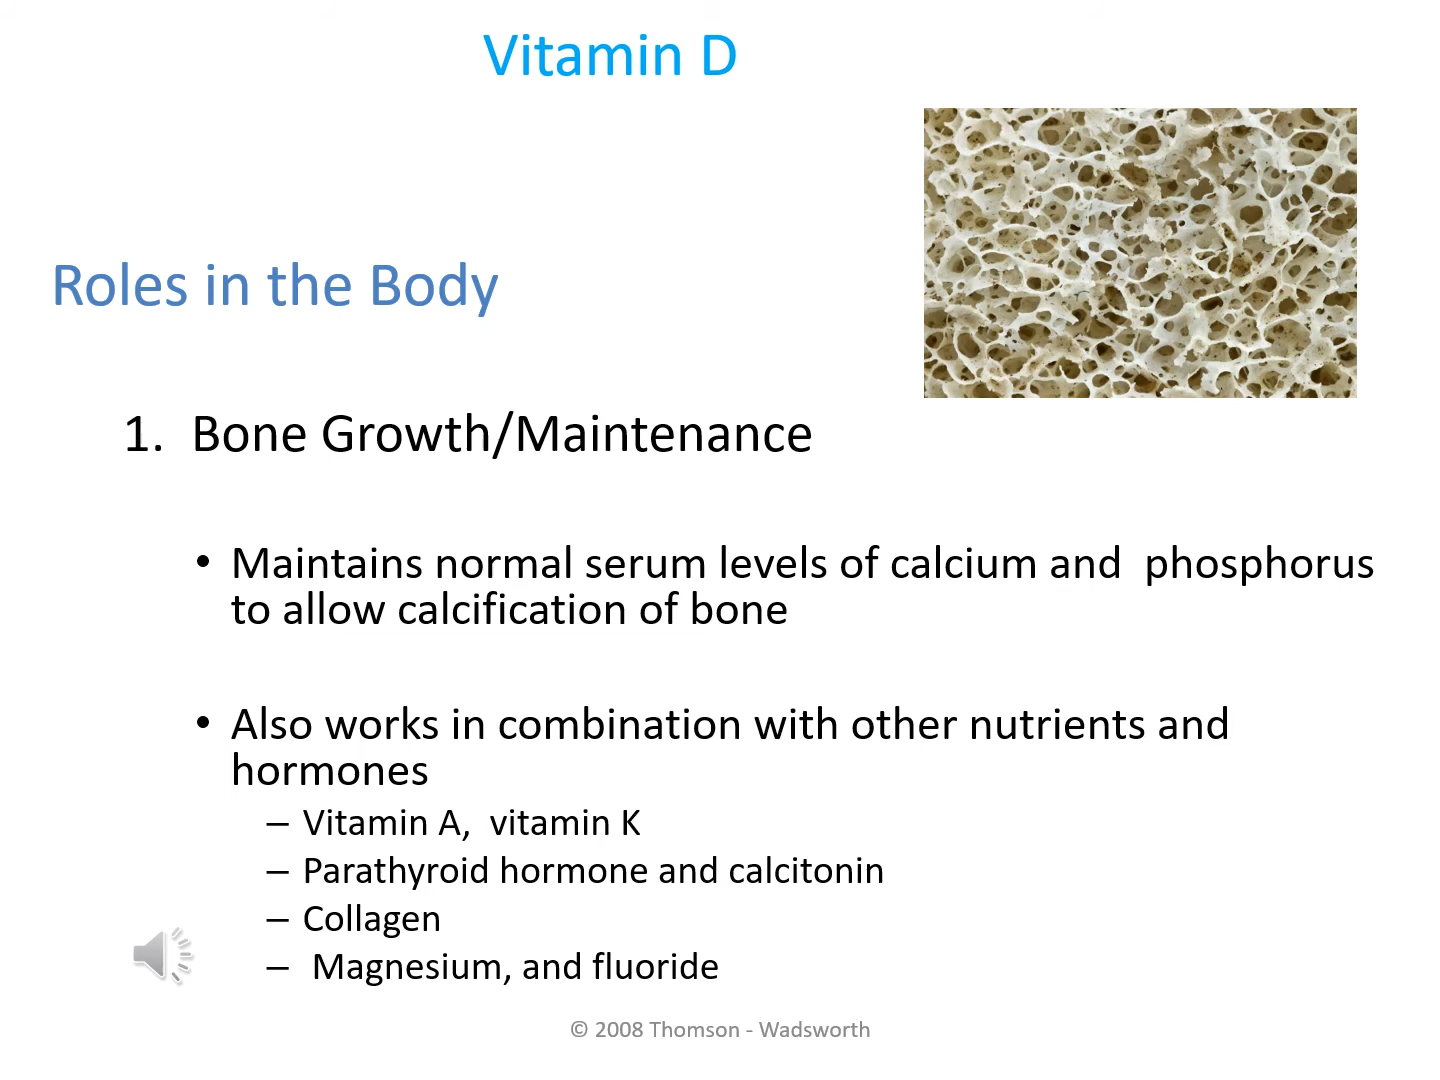 Vitamin D
Roles in the Body
1. Bone Growth/Maintenance
• Maintains normal serum levels of calcium and  phosphorus
to allow calcification of bone
• Also works in combination with other nutrients and
hormones
– Vitamin A,  vitamin K
– Parathyroid hormone and calcitonin
– Collagen
–  Magnesium, and fluoride
© 2008 Thomson - Wadsworth